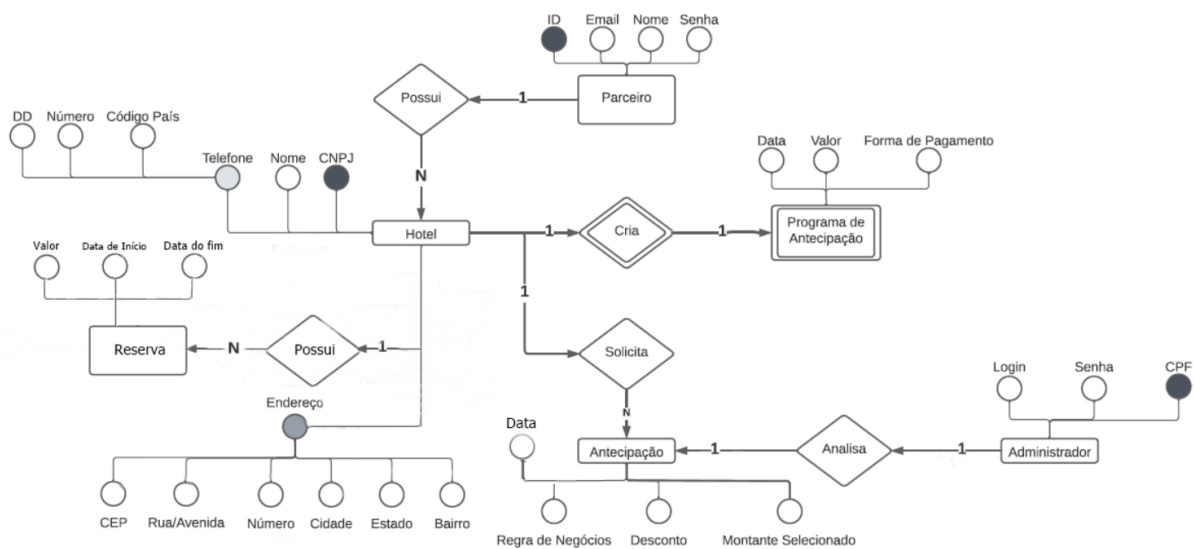 ID Email Nome Senha
Possui 1 Parceiro
DD Número Código País
Data Valor Forma de Pagamento
Telefone Nome CNPJ
N
Hotel 1 Cria 1 Programa de
Antecipação
Valor Data de Início Data do fim
1
Reserva N Possui 1
Solicita
Login Senha CPF
Endereço
N
Data
Antecipação 1 Analisa 1 Administrador
CEP Rua/Avenida Número Cidade Estado Bairro
Regra de Negócios Desconto Montante Selecionado